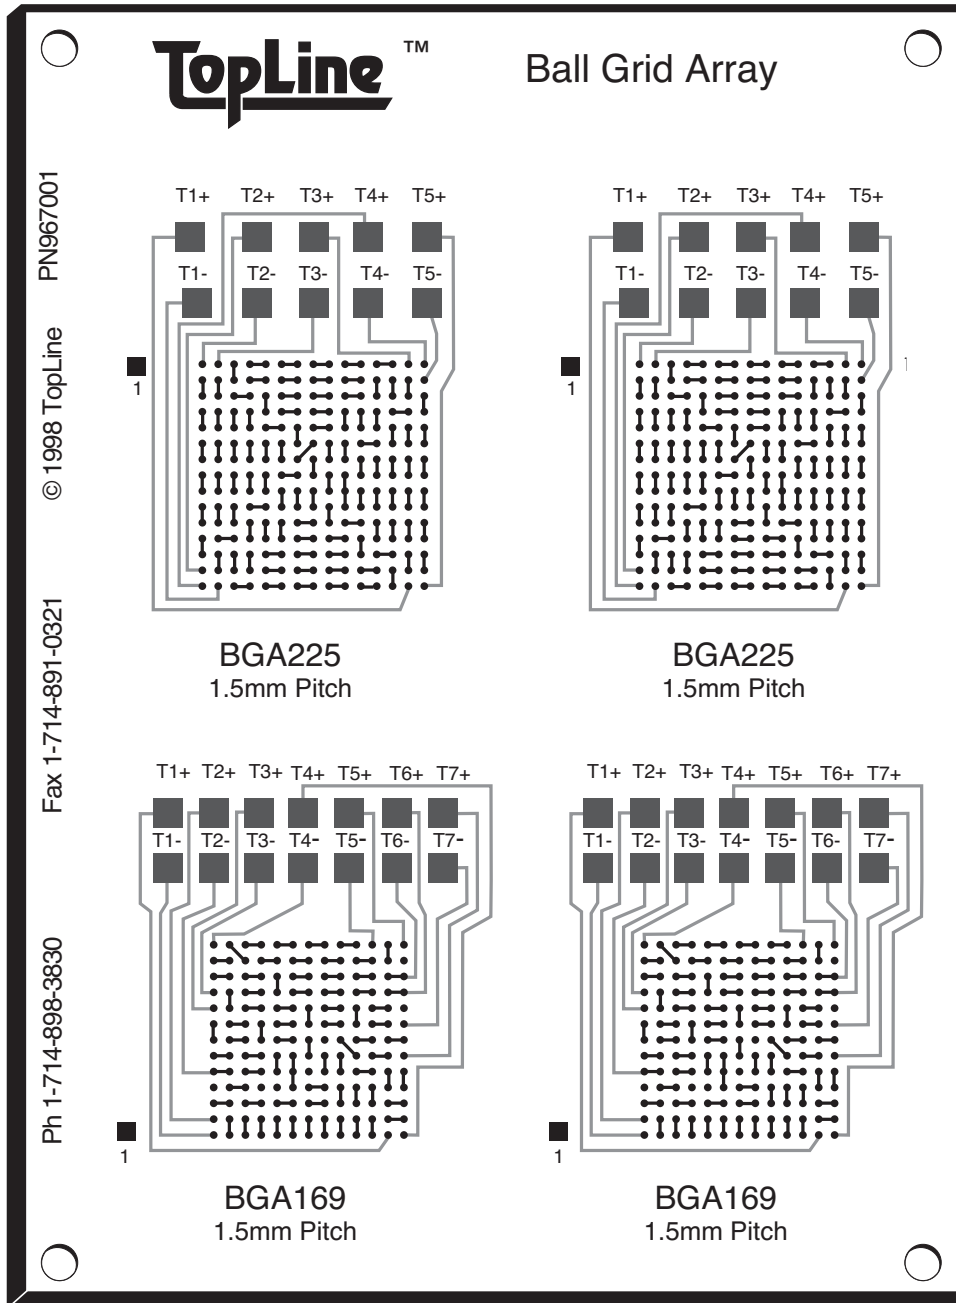 TopLine ™
Ball Grid Array
PN967001
© 1998 TopLine
Fax 1-714-891-0321
Ph 1-714-898-3830
T1+ T2+ T3+ T4+ T5+
T1- T2- T3- T4- T5-
1
BGA225
1.5mm Pitch
T1+ T2+ T3+ T4+ T5+
T1- T2- T3- T4- T5-
1
BGA225
1.5mm Pitch
T1+ T2+ T3+ T4+ T5+ T6+ T7+
T1- T2- T3- T4- T5- T6- T7-
1
BGA169
1.5mm Pitch
T1+ T2+ T3+ T4+ T5+ T6+ T7+
T1- T2- T3- T4- T5- T6- T7-
1
BGA169
1.5mm Pitch